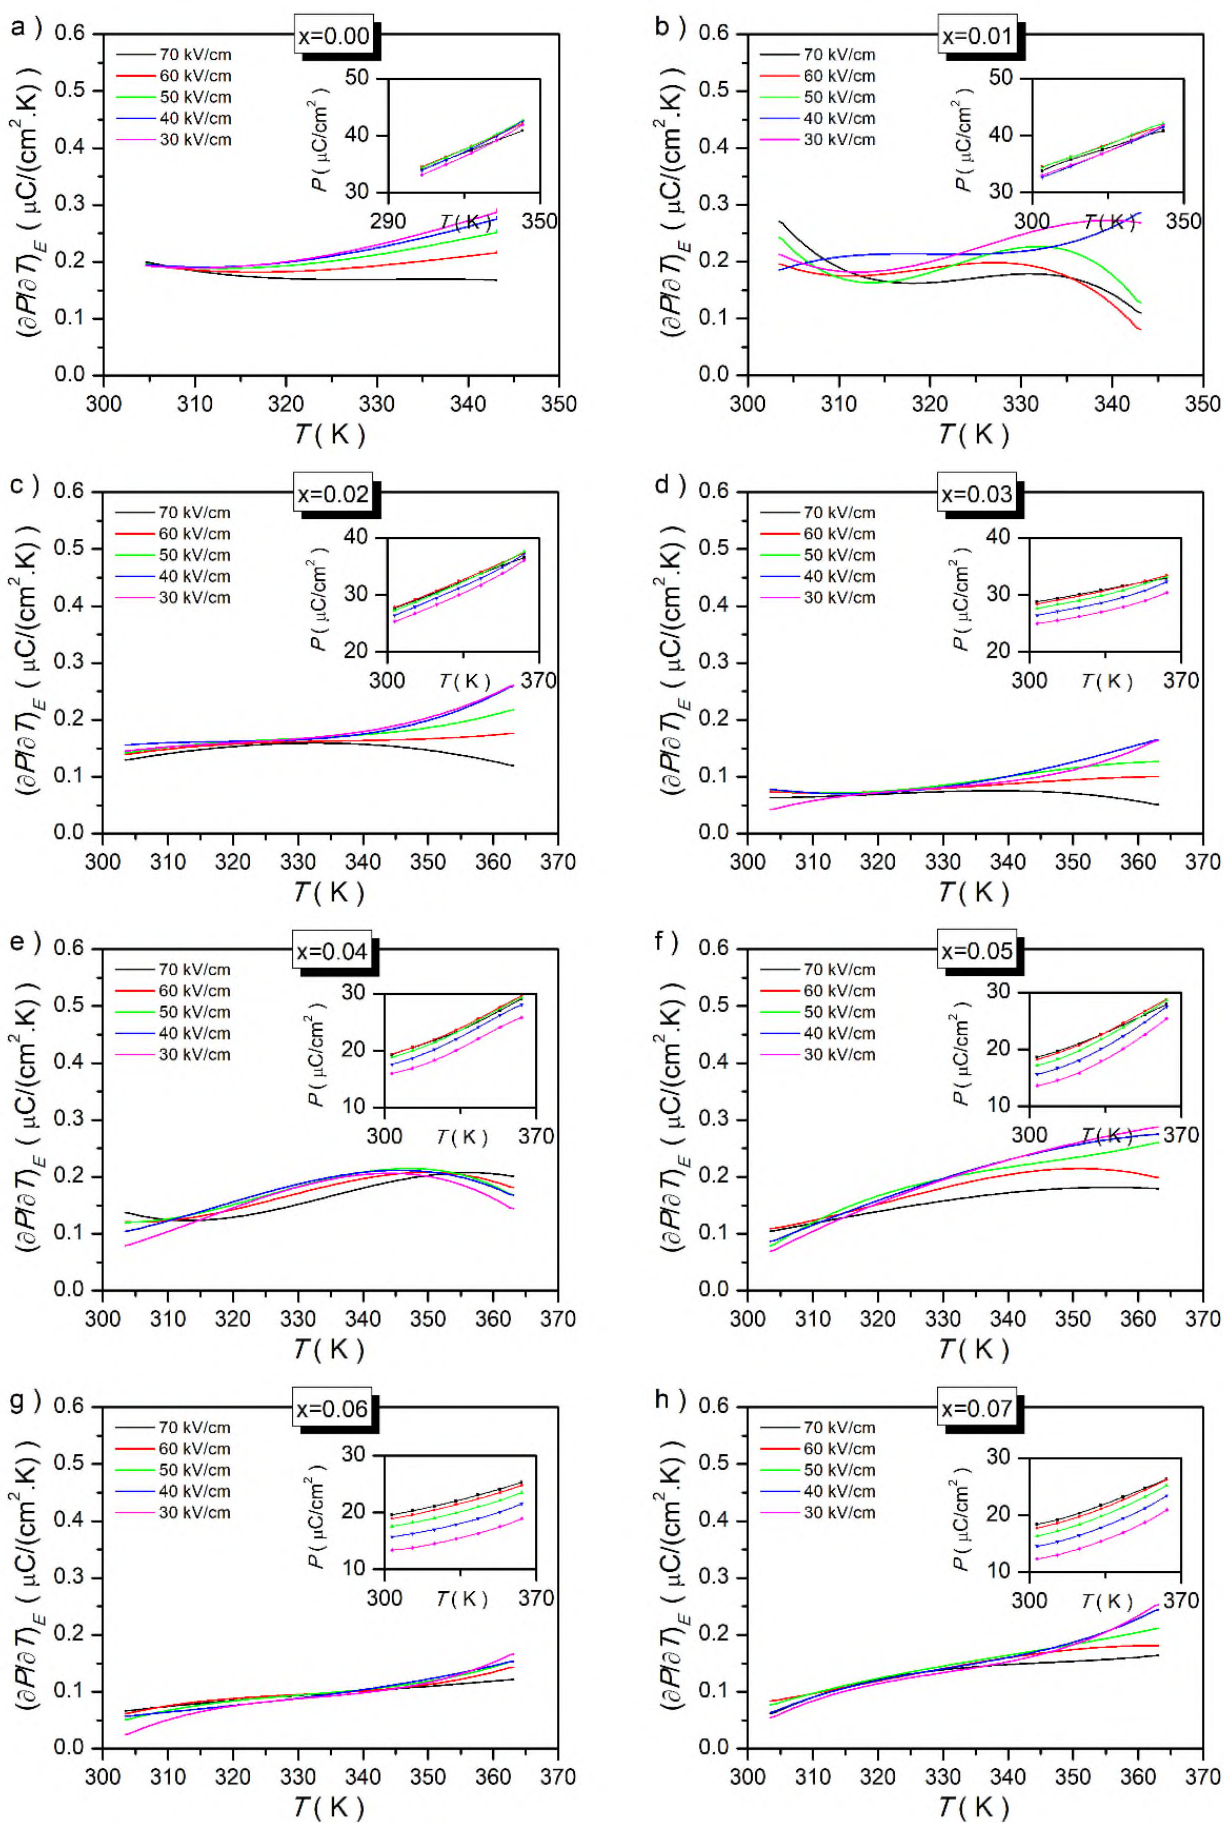 a )
x=0.00
70 kV/cm
60 kV/cm
50 kV/cm
40 kV/cm
30 kV/cm
(∂P/∂T)E ( μC/(cm².K))
0.6
0.5
0.4
0.3
0.2
0.1
0.0
300 310 320 330 340 350
T ( K )
P ( μC/cm²)
50
40
30
290 T ( K ) 350
b )
x=0.01
70 kV/cm
60 kV/cm
50 kV/cm
40 kV/cm
30 kV/cm
(∂P/∂T)E ( μC/(cm².K))
0.6
0.5
0.4
0.3
0.2
0.1
0.0
300 310 320 330 340 350
T ( K )
P ( μC/cm²)
50
40
30
300 T ( K ) 350
c )
x=0.02
70 kV/cm
60 kV/cm
50 kV/cm
40 kV/cm
30 kV/cm
(∂P/∂T)E ( μC/(cm².K))
0.6
0.5
0.4
0.3
0.2
0.1
0.0
300 310 320 330 340 350 360 370
T ( K )
P ( μC/cm²)
40
30
20
300 T ( K ) 370
d )
x=0.03
70 kV/cm
60 kV/cm
50 kV/cm
40 kV/cm
30 kV/cm
(∂P/∂T)E ( μC/(cm².K))
0.6
0.5
0.4
0.3
0.2
0.1
0.0
300 310 320 330 340 350 360 370
T ( K )
P ( μC/cm²)
40
30
20
300 T ( K ) 370
e )
x=0.04
70 kV/cm
60 kV/cm
50 kV/cm
40 kV/cm
30 kV/cm
(∂P/∂T)E ( μC/(cm².K))
0.6
0.5
0.4
0.3
0.2
0.1
0.0
300 310 320 330 340 350 360 370
T ( K )
P ( μC/cm²)
30
20
10
300 T ( K ) 370
f )
x=0.05
70 kV/cm
60 kV/cm
50 kV/cm
40 kV/cm
30 kV/cm
(∂P/∂T)E ( μC/(cm².K))
0.6
0.5
0.4
0.3
0.2
0.1
0.0
300 310 320 330 340 350 360 370
T ( K )
P ( μC/cm²)
30
20
10
300 T ( K ) 370
g )
x=0.06
70 kV/cm
60 kV/cm
50 kV/cm
40 kV/cm
30 kV/cm
(∂P/∂T)E ( μC/(cm².K))
0.6
0.5
0.4
0.3
0.2
0.1
0.0
300 310 320 330 340 350 360 370
T ( K )
P ( μC/cm²)
30
20
10
300 T ( K ) 370
h )
x=0.07
70 kV/cm
60 kV/cm
50 kV/cm
40 kV/cm
30 kV/cm
(∂P/∂T)E ( μC/(cm².K))
0.6
0.5
0.4
0.3
0.2
0.1
0.0
300 310 320 330 340 350 360 370
T ( K )
P ( μC/cm²)
30
20
10
300 T ( K ) 370